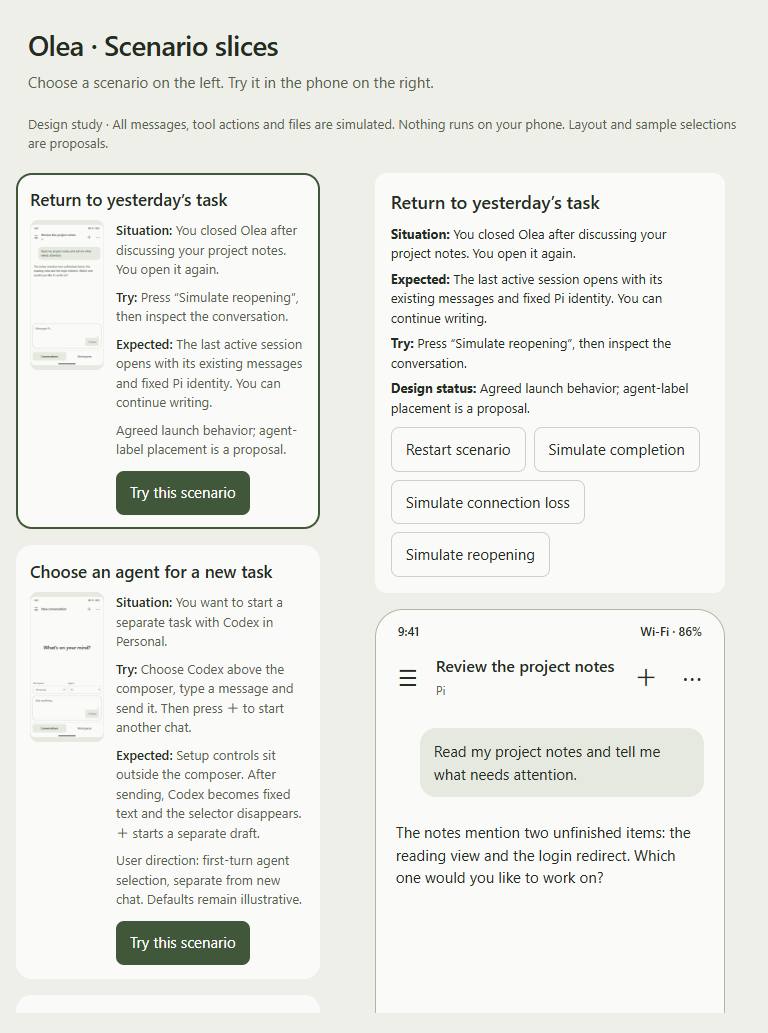 Olea · Scenario slices
Choose a scenario on the left. Try it in the phone on the right.
Design study · All messages, tool actions and files are simulated. Nothing runs on your phone. Layout and sample selections
are proposals.
Return to yesterday’s task
Situation: You closed Olea after
discussing your project notes.
You open it again.
Try: Press “Simulate reopening”,
then inspect the conversation.
Expected: The last active session
opens with its existing messages
and fixed Pi identity. You can
continue writing.
Agreed launch behavior; agent-
label placement is a proposal.
Try this scenario
Choose an agent for a new task
What's on your mind?
Situation: You want to start a
separate task with Codex in
Personal.
Try: Choose Codex above the
composer, type a message and
send it. Then press + to start
another chat.
Expected: Setup controls sit
outside the composer. After
sending, Codex becomes fixed
text and the selector disappears.
+ starts a separate draft.
User direction: first-turn agent
selection, separate from new
chat. Defaults remain illustrative.
Try this scenario
Return to yesterday’s task
Situation: You closed Olea after discussing your project
notes. You open it again.
Expected: The last active session opens with its
existing messages and fixed Pi identity. You can
continue writing.
Try: Press “Simulate reopening”, then inspect the
conversation.
Design status: Agreed launch behavior; agent-label
placement is a proposal.
Restart scenario
Simulate completion
Simulate connection loss
Simulate reopening
9:41
Wi-Fi · 86%
Review the project notes
Pi
Read my project notes and tell me
what needs attention.
The notes mention two unfinished items: the
reading view and the login redirect. Which
one would you like to work on?